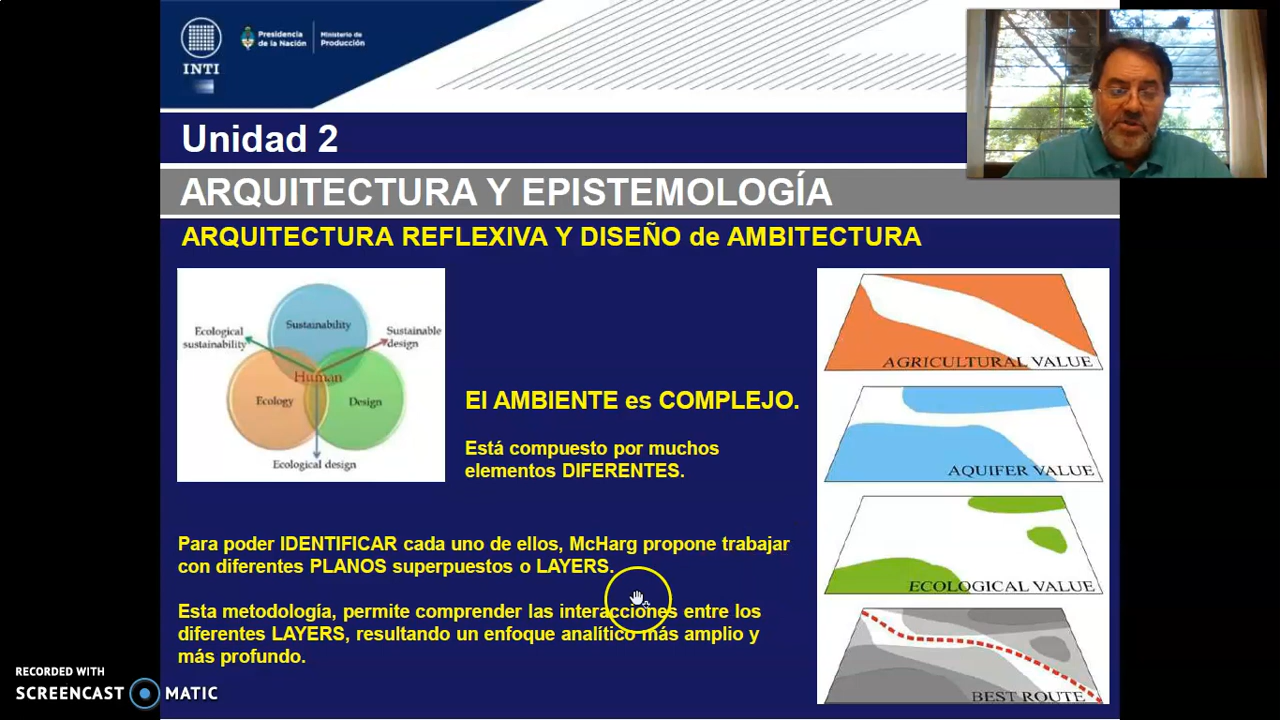 INTI
Presidencia
de la Nación
Ministerio de
Producción
Unidad 2
ARQUITECTURA Y EPISTEMOLOGÍA
ARQUITECTURA REFLEXIVA Y DISEÑO de AMBITECTURA
Sustainability
Ecological
sustainability
Sustainable
design
Human
Ecology
Design
Ecological design
El AMBIENTE es COMPLEJO.
Está compuesto por muchos
elementos DIFERENTES.
Para poder IDENTIFICAR cada uno de ellos, McHarg propone trabajar
con diferentes PLANOS superpuestos o LAYERS.
Esta metodología, permite comprender las interacciones entre los
diferentes LAYERS, resultando un enfoque analítico más amplio y
más profundo.
AGRICULTURAL VALUE
AQUIFER VALUE
ECOLOGICAL VALUE
BEST ROUTE
RECORDED WITH
SCREENCAST MATIC